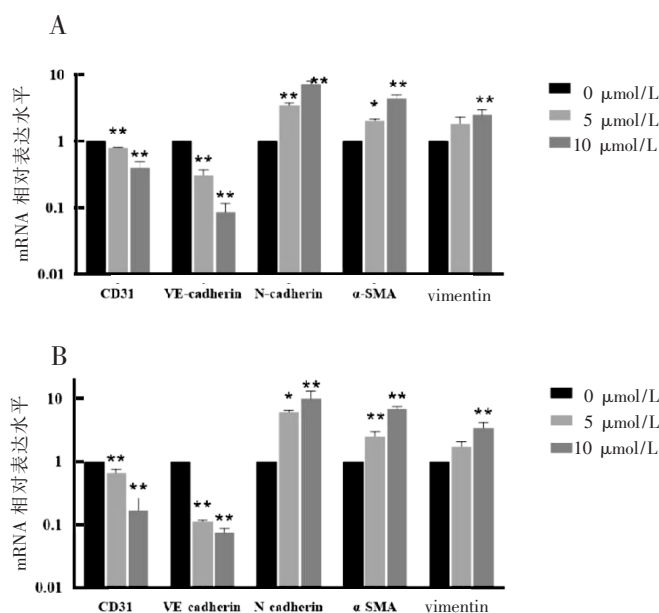 A
mRNA 相对表达水平
10
1
0.1
0.01
** ** ** ** ** ** * ** **
CD31 VE-cadherin N-cadherin α-SMA vimentin
0 μmol/L
5 μmol/L
10 μmol/L
B
mRNA 相对表达水平
10
1
0.1
0.01
** ** ** ** * ** ** ** **
CD31 VE cadherin N cadherin α SMA vimentin
0 μmol/L
5 μmol/L
10 μmol/L